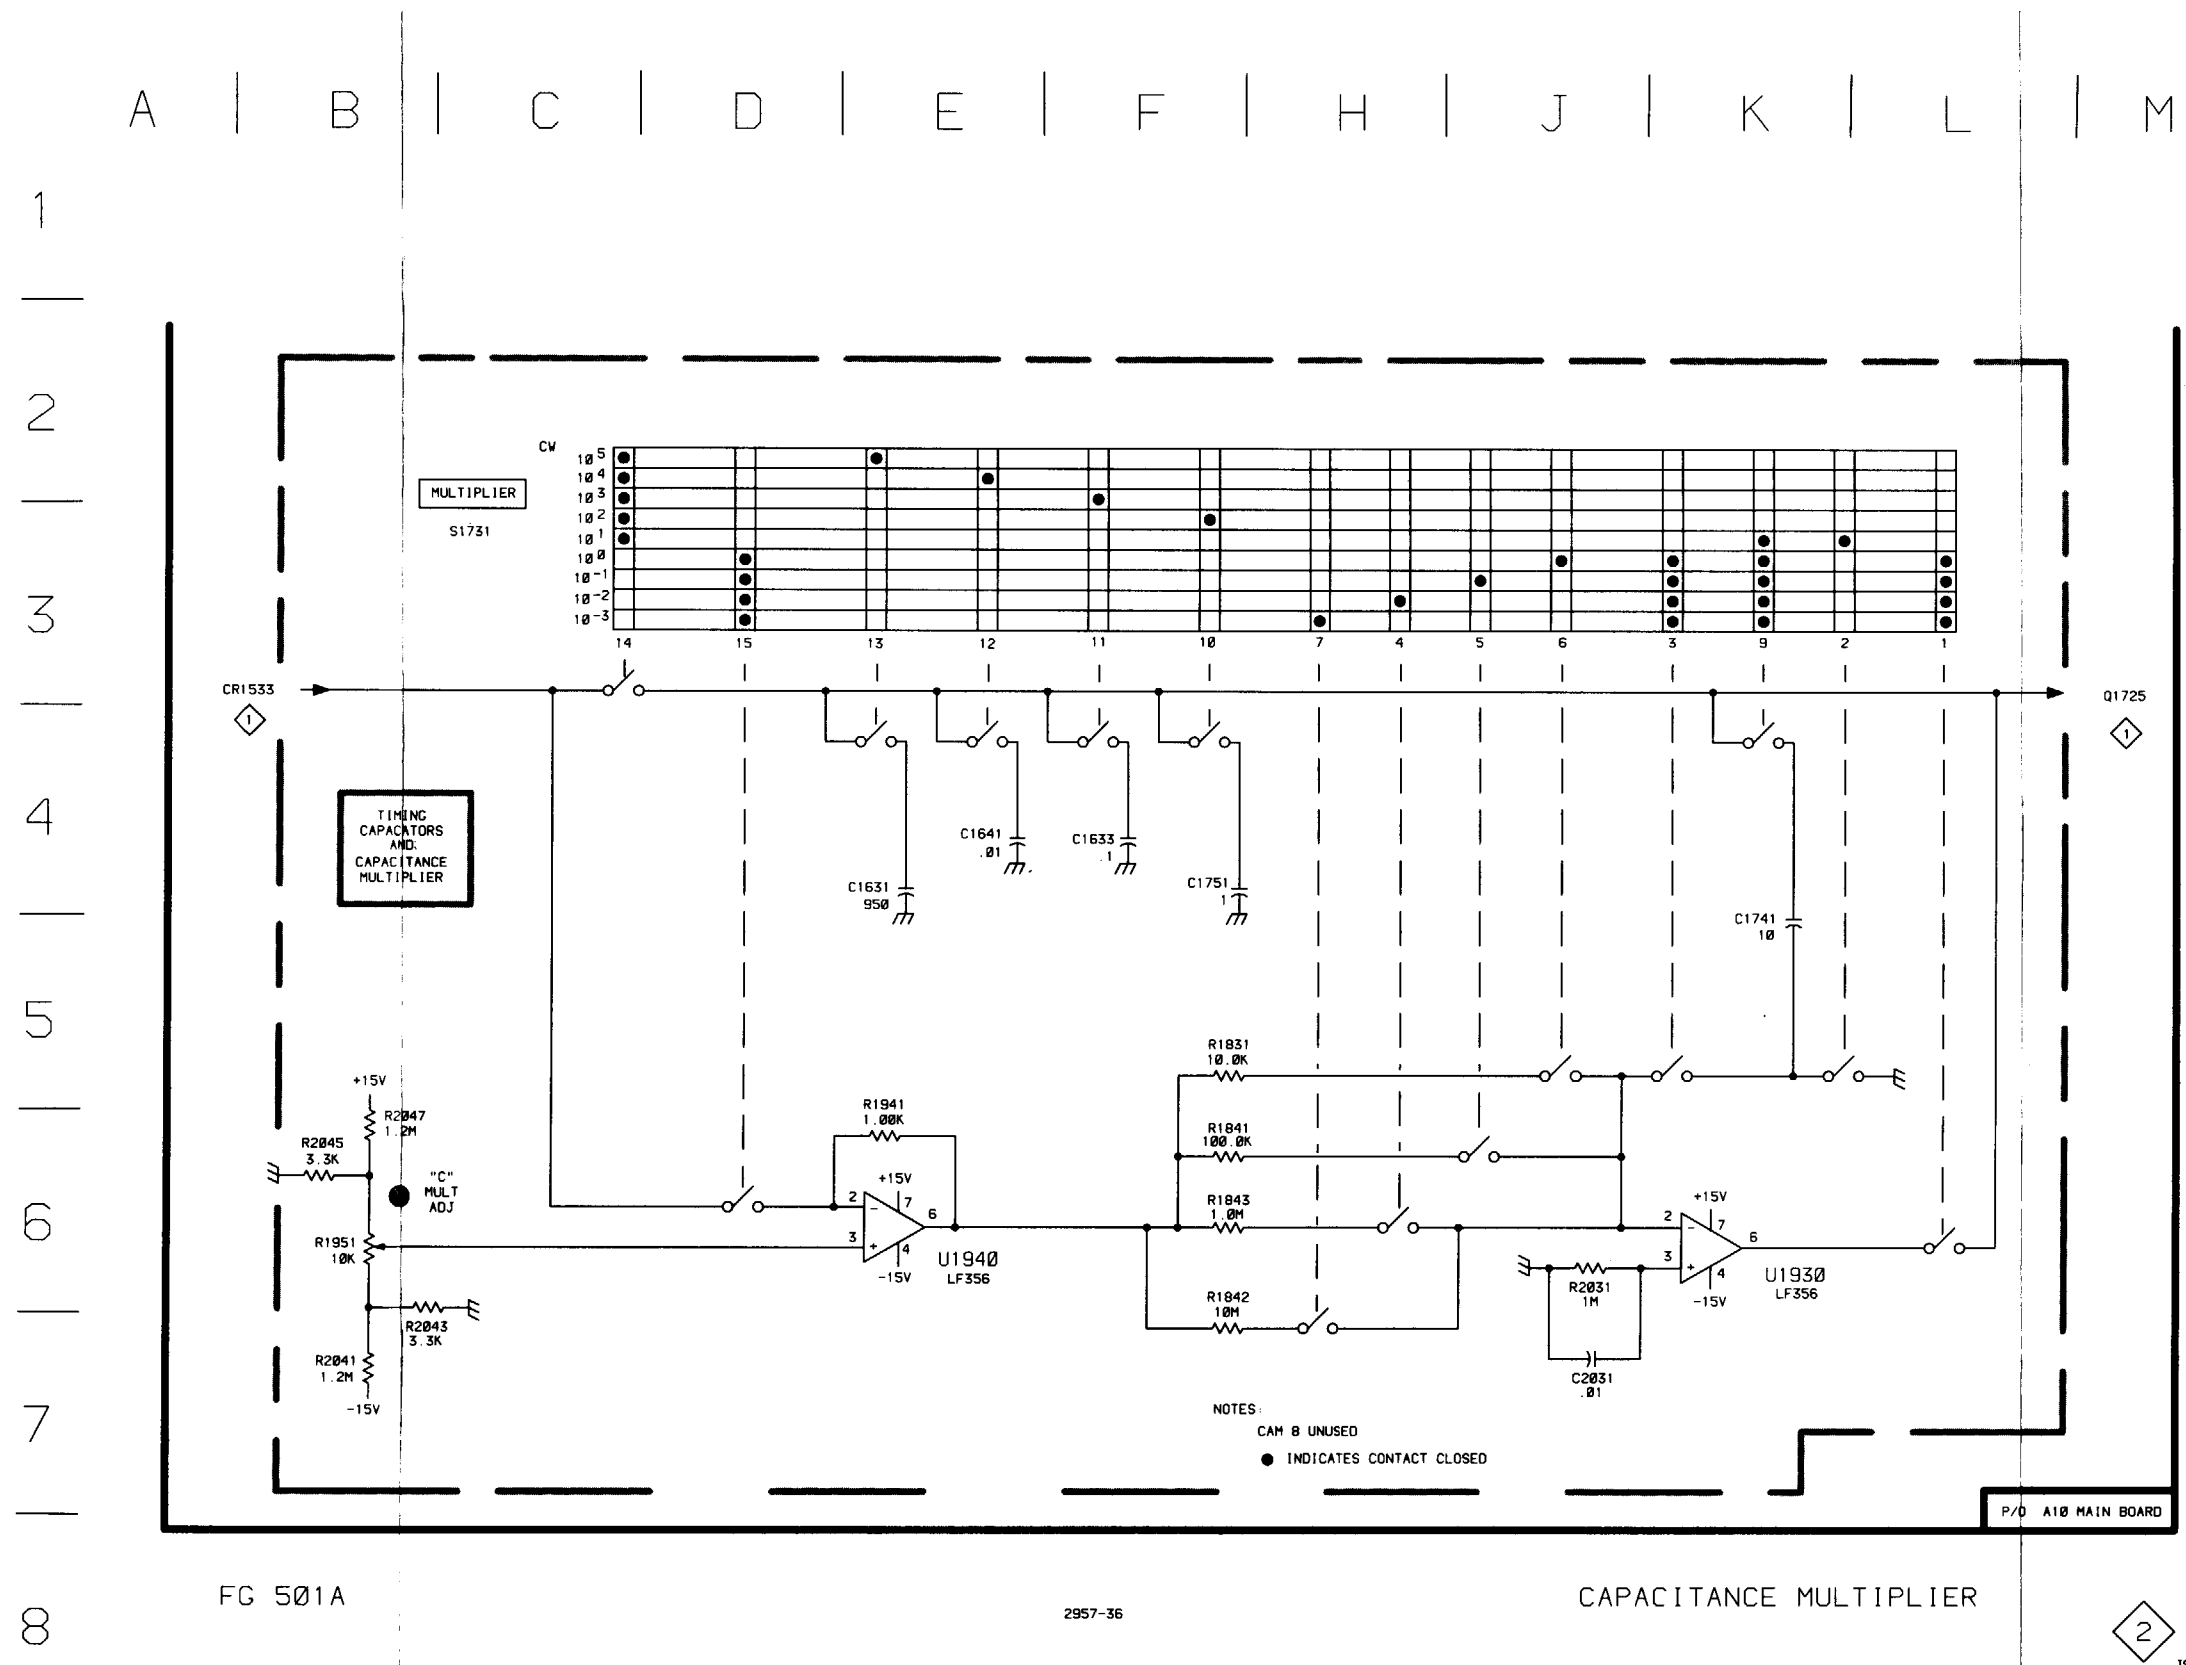 A B C D E F H J K L M
1
2
CW
10 5
10 4
MULTIPLIER
10 3
10 2
S1731
10 1
10 0
10 -1
3
10 -2
10 -3
14 15 13 12 11 10 7 4 5 6 3 9 2 1
CR1533
Q1725
1
1
4
TIMING
CAPACATORS
AND
CAPACITANCE
MULTIPLIER
C1641
.01
C1633
.1
C1631
950
C1751
1
C1741
10
5
R1831
10.0K
+15V
R2047
1.2M
R1941
1.00K
R2045
3.3K
R1841
100.0K
"C"
MULT
ADJ
+15V
2 - 7
6
3 + 4
-15V
U1940
LF356
6
R1843
1.0M
+15V
2 - 7
6
3 + 4
-15V
U1930
LF356
R1951
10K
R2031
1M
R1842
10M
R2043
3.3K
R2041
1.2M
-15V
C2031
.01
7
NOTES:
CAM 8 UNUSED
● INDICATES CONTACT CLOSED
P/O A10 MAIN BOARD
FG 501A
CAPACITANCE MULTIPLIER
2957-36
8
2